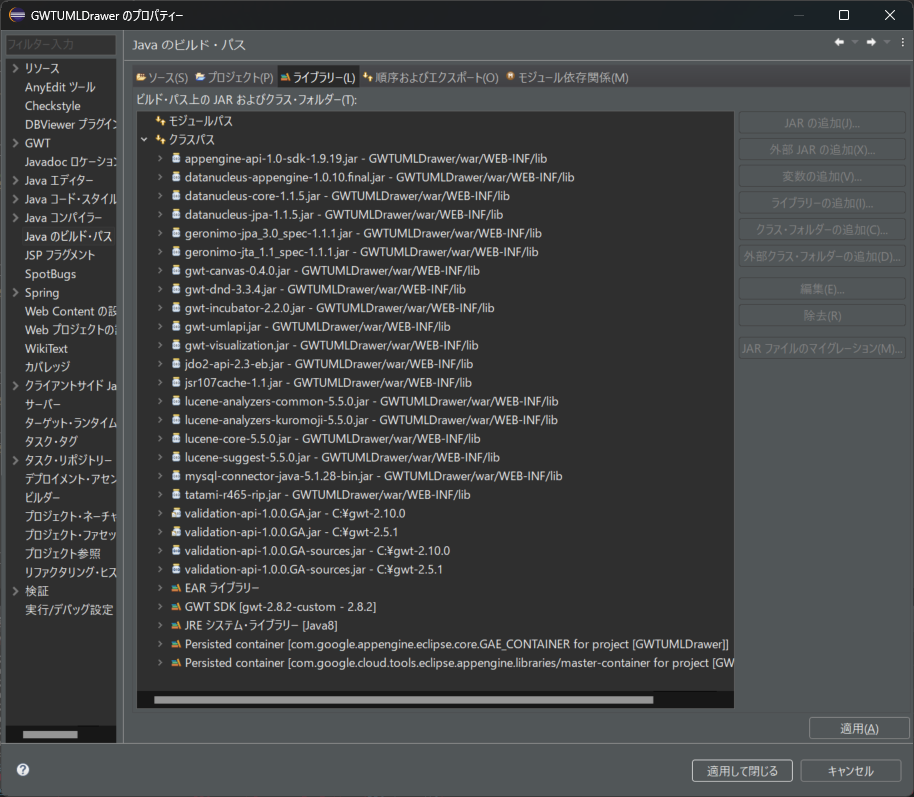 GWTUMLDrawer のプロパティー
フィルター入力
Java のビルド・パス
リソース
AnyEdit ツール
Checkstyle
DBViewer プラグイン
GWT
Javadoc ロケーション
Java エディター
Java コード・スタイル
Java コンパイラー
Java のビルド・パス
JSP フラグメント
SpotBugs
Spring
Web Content の設
Web プロジェクトの
WikiText
カバレッジ
クライアントサイド Ja
サーバー
ターゲット・ランタイム
タスク・タグ
タスク・リポジトリー
デプロイメント・アセン
ビルダー
プロジェクト・ネーチャ
プロジェクト・ファセッ
プロジェクト参照
リファクタリング・ヒス
検証
実行/デバッグ設定
ソース(S) プロジェクト(P) ライブラリー(L) 順序およびエクスポート(O) モジュール依存関係(M)
ビルド・パス上の JAR およびクラス・フォルダー(T):
モジュールパス
クラスパス
appengine-api-1.0-sdk-1.9.19.jar - GWTUMLDrawer/war/WEB-INF/lib
datanucleus-appengine-1.0.10.final.jar - GWTUMLDrawer/war/WEB-INF/lib
datanucleus-core-1.1.5.jar - GWTUMLDrawer/war/WEB-INF/lib
datanucleus-jpa-1.1.5.jar - GWTUMLDrawer/war/WEB-INF/lib
geronimo-jpa_3.0_spec-1.1.1.jar - GWTUMLDrawer/war/WEB-INF/lib
geronimo-jta_1.1_spec-1.1.1.jar - GWTUMLDrawer/war/WEB-INF/lib
gwt-canvas-0.4.0.jar - GWTUMLDrawer/war/WEB-INF/lib
gwt-dnd-3.3.4.jar - GWTUMLDrawer/war/WEB-INF/lib
gwt-incubator-2.2.0.jar - GWTUMLDrawer/war/WEB-INF/lib
gwt-umlapi.jar - GWTUMLDrawer/war/WEB-INF/lib
gwt-visualization.jar - GWTUMLDrawer/war/WEB-INF/lib
jdo2-api-2.3-eb.jar - GWTUMLDrawer/war/WEB-INF/lib
jsr107cache-1.1.jar - GWTUMLDrawer/war/WEB-INF/lib
lucene-analyzers-common-5.5.0.jar - GWTUMLDrawer/war/WEB-INF/lib
lucene-analyzers-kuromoji-5.5.0.jar - GWTUMLDrawer/war/WEB-INF/lib
lucene-core-5.5.0.jar - GWTUMLDrawer/war/WEB-INF/lib
lucene-suggest-5.5.0.jar - GWTUMLDrawer/war/WEB-INF/lib
mysql-connector-java-5.1.28-bin.jar - GWTUMLDrawer/war/WEB-INF/lib
tatami-r465-rip.jar - GWTUMLDrawer/war/WEB-INF/lib
validation-api-1.0.0.GA.jar - C:¥gwt-2.10.0
validation-api-1.0.0.GA.jar - C:¥gwt-2.5.1
validation-api-1.0.0.GA-sources.jar - C:¥gwt-2.10.0
validation-api-1.0.0.GA-sources.jar - C:¥gwt-2.5.1
EAR ライブラリー
GWT SDK [gwt-2.8.2-custom - 2.8.2]
JRE システム・ライブラリー [Java8]
Persisted container [com.google.appengine.eclipse.core.GAE_CONTAINER for project [GWTUMLDrawer]]
Persisted container [com.google.cloud.tools.eclipse.appengine.libraries/master-container for project [GW
JAR の追加(J)...
外部 JAR の追加(X)...
変数の追加(V)...
ライブラリーの追加(I)...
クラス・フォルダーの追加(C)...
外部クラス・フォルダーの追加(D)...
編集(E)...
除去(R)
JAR ファイルのマイグレーション(M)...
適用(A)
適用して閉じる
キャンセル